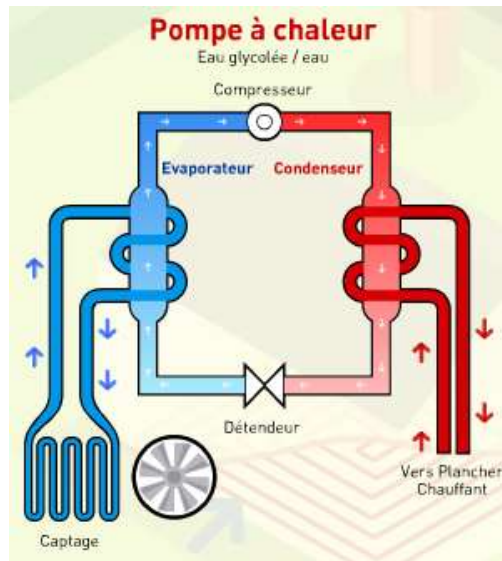 Pompe à chaleur
Eau glycolée / eau
Compresseur
Evaporateur
Condenseur
Détendeur
Captage
Vers Plancher
Chauffant